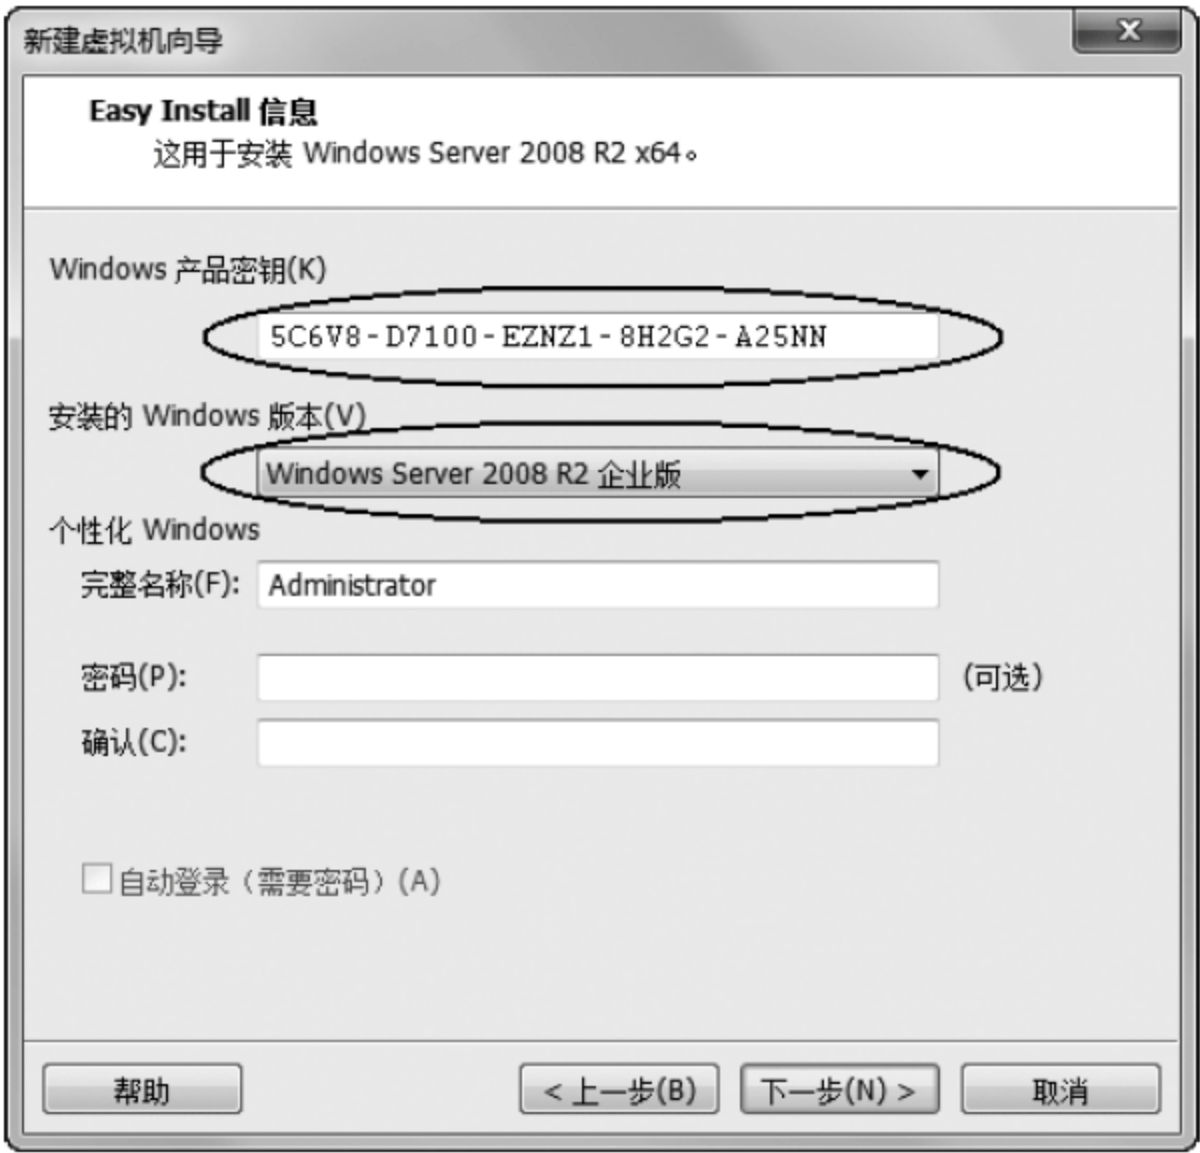 新建虚拟机向导
Easy Install 信息
这用于安装 Windows Server 2008 R2 x64。
Windows 产品密钥(K)
5C6V8-D7100-EZNZ1-8H2G2-A25NN
安装的 Windows 版本(V)
Windows Server 2008 R2 企业版
个性化 Windows
完整名称(F): Administrator
密码(P): (可选)
确认(C):
自动登录（需要密码）(A)
帮助 < 上一步(B) 下一步(N) > 取消